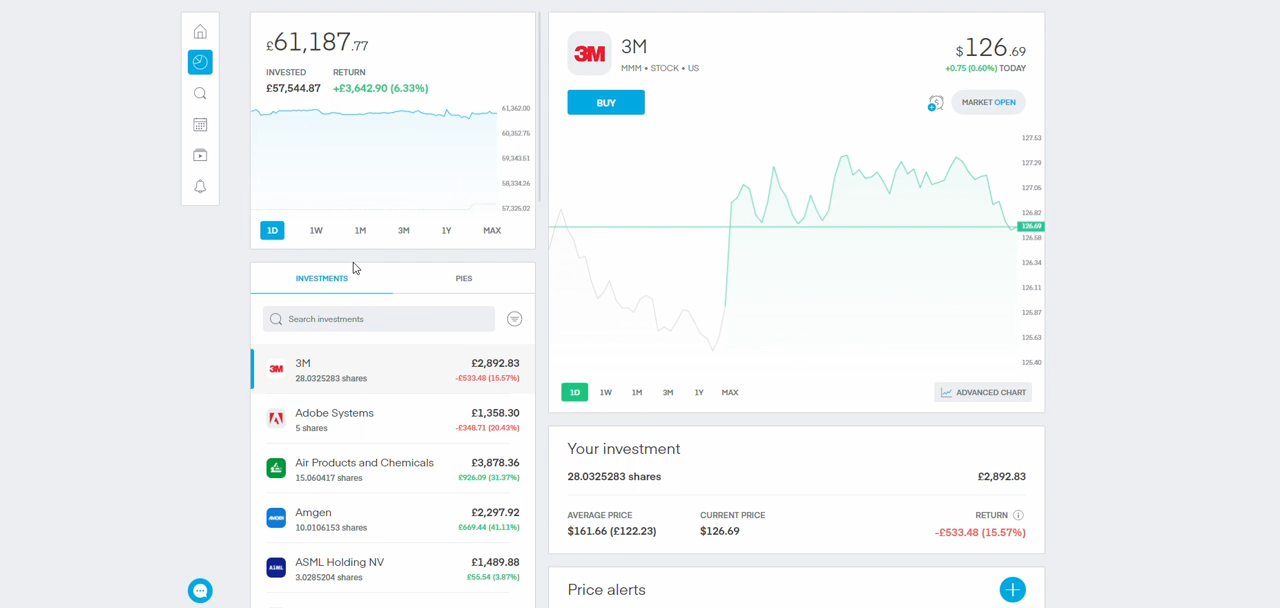 £61,187.77
INVESTED RETURN
£57,544.87 +£3,642.90 (6.33%)
61,362.00
60,352.75
59,343.51
58,334.26
57,325.02
1D 1W 1M 3M 1Y MAX
INVESTMENTS PIES
Search investments
3M £2,892.83
28.0325283 shares -£533.48 (15.57%)
Adobe Systems £1,358.30
5 shares -£348.71 (20.43%)
Air Products and Chemicals £3,878.36
15.060417 shares £926.09 (31.37%)
AMGEN
Amgen £2,297.92
10.0106153 shares £669.44 (41.11%)
ASML
ASML Holding NV £1,489.88
3.0285204 shares £55.54 (3.87%)
3M
3M
MMM • STOCK • US
$126.69
+0.75 (0.60%) TODAY
BUY
MARKET OPEN
127.53
127.29
127.05
126.82
126.69
126.58
126.34
126.11
125.87
125.63
125.40
1D 1W 1M 3M 1Y MAX
ADVANCED CHART
Your investment
28.0325283 shares £2,892.83
AVERAGE PRICE CURRENT PRICE RETURN
$161.66 (£122.23) $126.69 -£533.48 (15.57%)
Price alerts